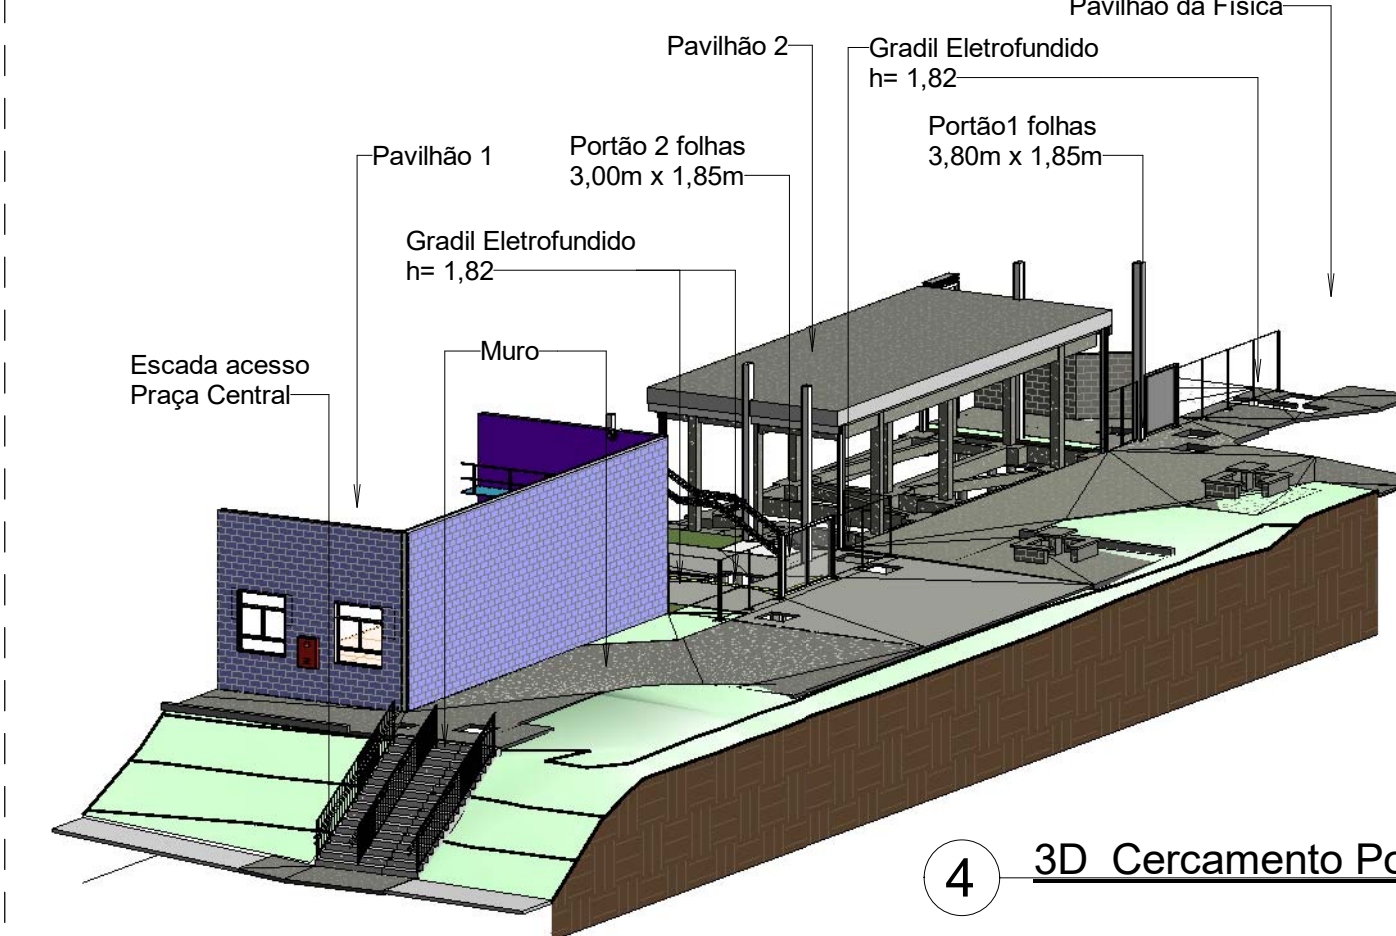 Pavilhão da Física
Pavilhão 2
Gradil Eletrofundido
h= 1,82
Portão1 folhas
3,80m x 1,85m
Portão 2 folhas
3,00m x 1,85m
Pavilhão 1
Gradil Eletrofundido
h= 1,82
Muro
Escada acesso
Praça Central
4
3D Cercamento